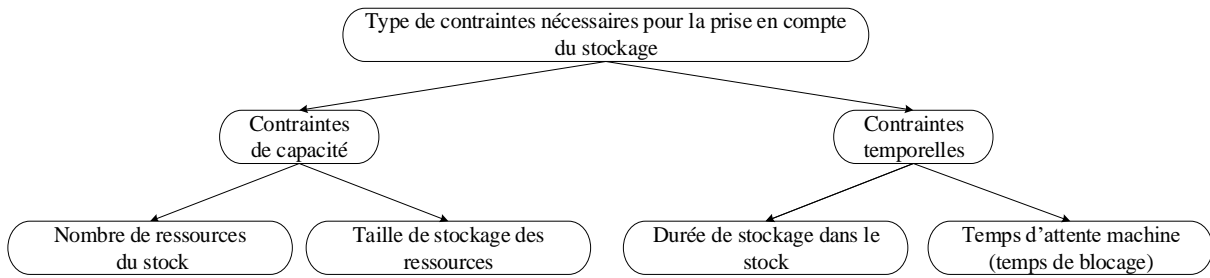 Type de contraintes nécessaires pour la prise en compte
du stockage
Contraintes
de capacité
Contraintes
temporelles
Nombre de ressources
du stock
Taille de stockage des
ressources
Durée de stockage dans le
stock
Temps d'attente machine
(temps de blocage)